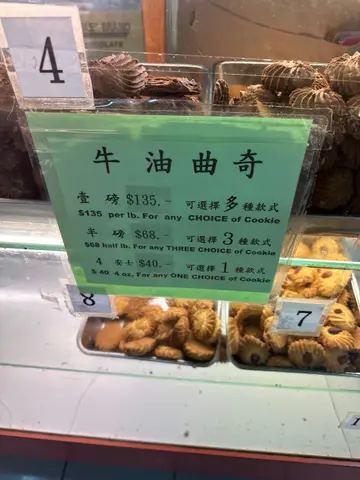 4
牛油曲奇
壹磅 $135.- 可選擇多種款式
$135 per lb. For any CHOICE of Cookie
半磅 $68.- 可選擇3種款式
$68 half lb. For any THREE CHOICE of Cookie
4 安士 $40.- 可選擇1種款式
$40 4 oz. For any ONE CHOICE of Cookie
8
7